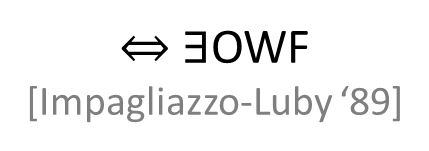 ⇔ ∃OWF
[Impagliazzo-Luby ‘89]